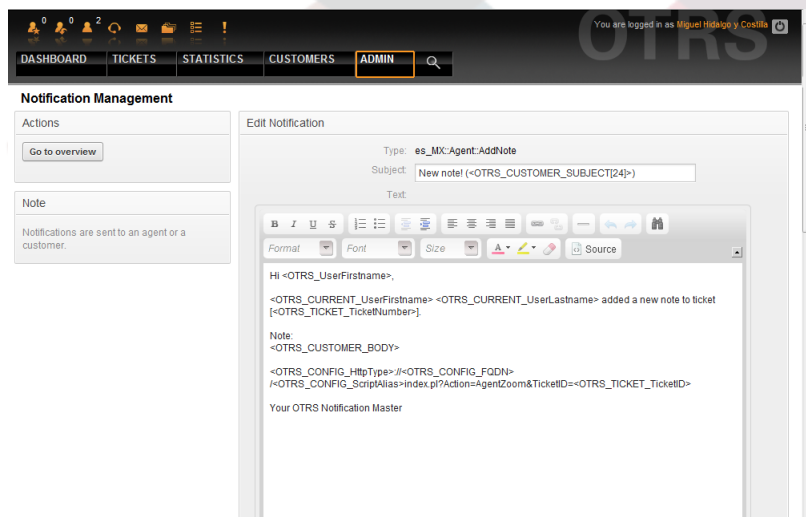 0 0 2
You are logged in as Miguel Hidalgo y Costilla
OTRS
DASHBOARD TICKETS STATISTICS CUSTOMERS ADMIN
Notification Management
Actions
Go to overview
Note
Notifications are sent to an agent or a
customer.
Edit Notification
Type: es_MX::Agent::AddNote
Subject: New note! (<OTRS_CUSTOMER_SUBJECT[24]>)
Text:
B I U S
Format Font Size A Source
Hi <OTRS_UserFirstname>,
<OTRS_CURRENT_UserFirstname> <OTRS_CURRENT_UserLastname> added a new note to ticket
[<OTRS_TICKET_TicketNumber>].
Note:
<OTRS_CUSTOMER_BODY>
<OTRS_CONFIG_HttpType>://<OTRS_CONFIG_FQDN>
/<OTRS_CONFIG_ScriptAlias>index.pl?Action=AgentZoom&TicketID=<OTRS_TICKET_TicketID>
Your OTRS Notification Master